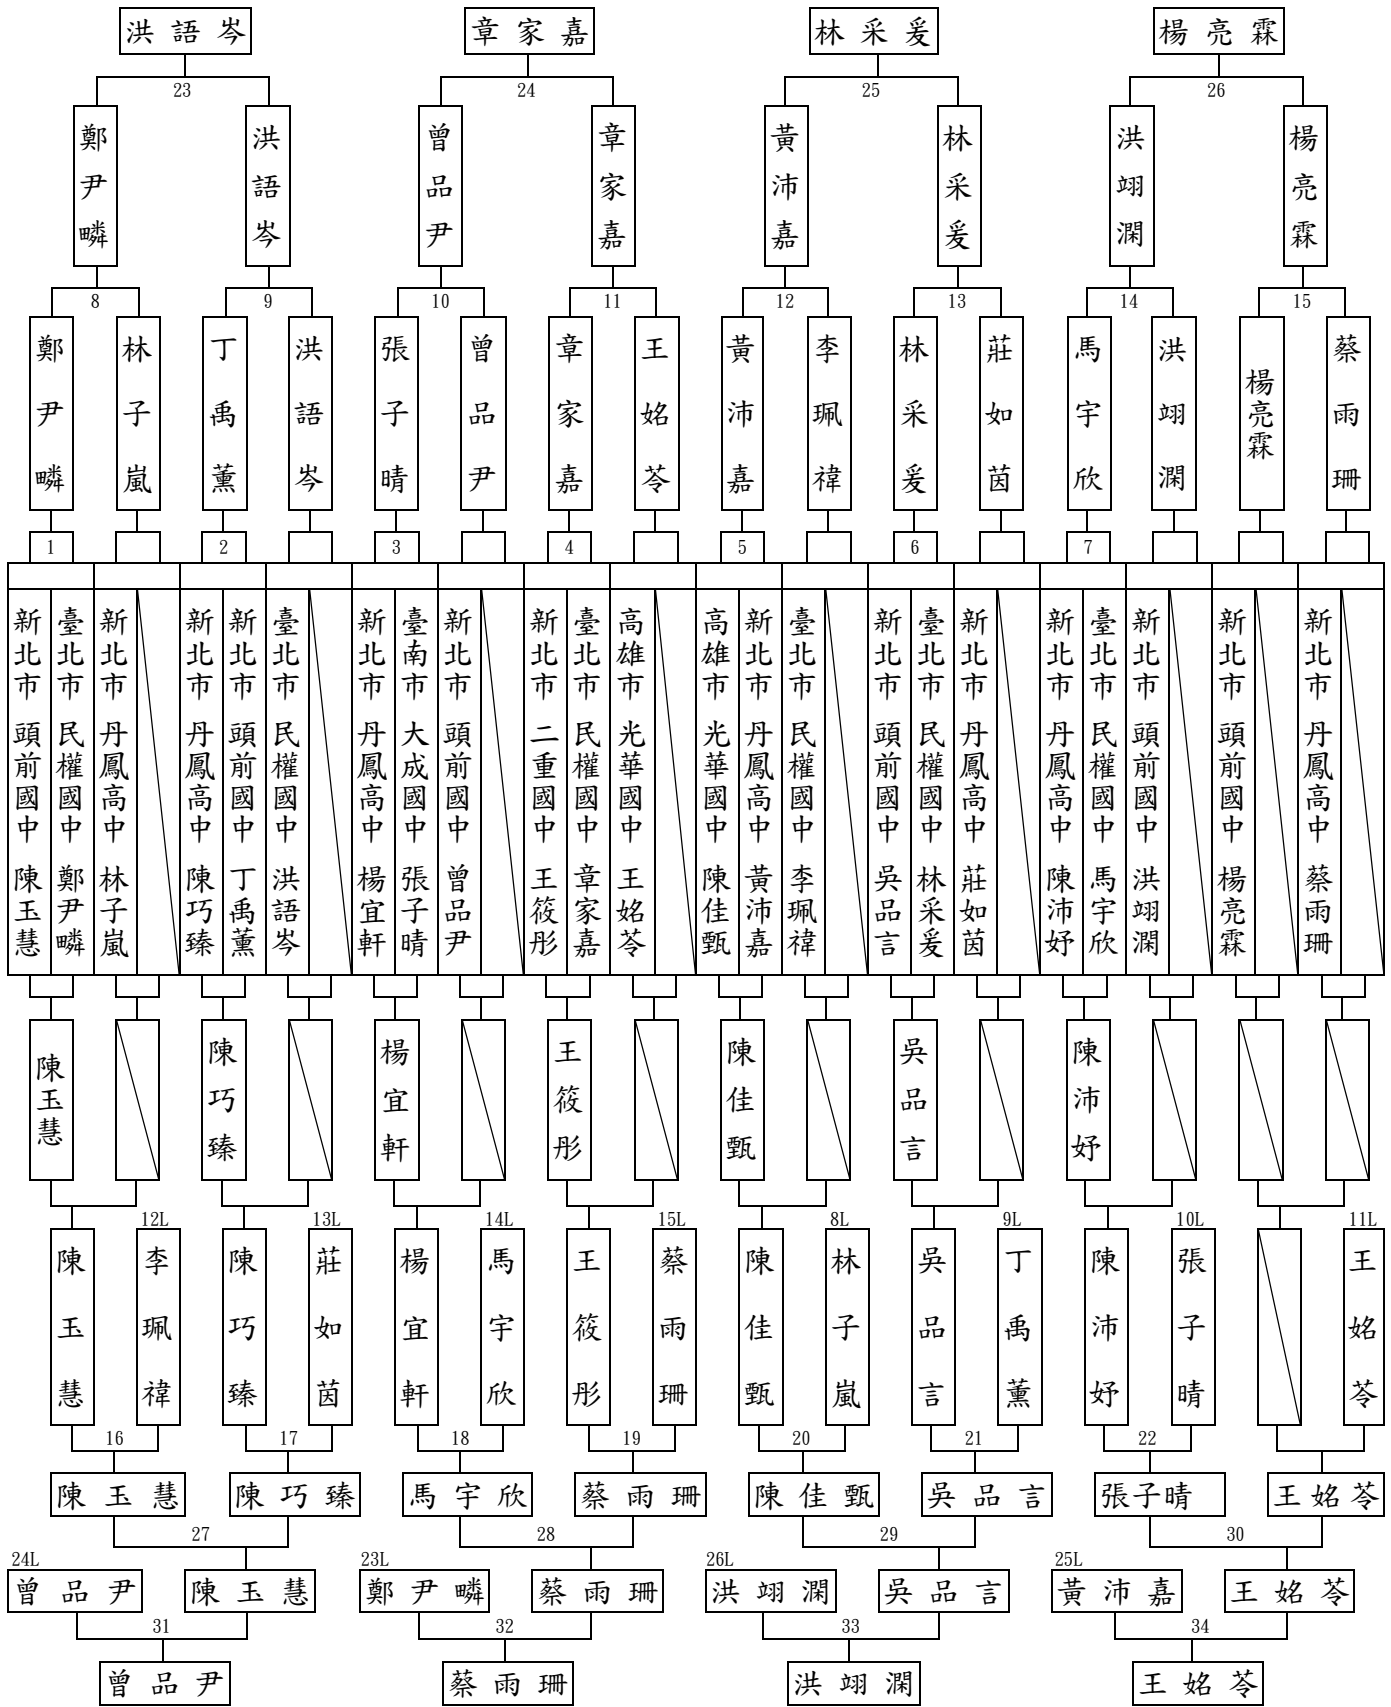 洪語岑 章家嘉 林采爰 楊亮霖
23 24 25 26
鄭尹疄 洪語岑 曾品尹 章家嘉 黃沛嘉 林采爰 洪翊瀾 楊亮霖
8 9 10 11 12 13 14 15
鄭尹疄 林子嵐 丁禹薰 洪語岑 張子晴 曾品尹 章家嘉 王姳苓 黃沛嘉 李珮禕 林采爰 莊如茵 馬宇欣 洪翊瀾 楊亮霖 蔡雨珊
1 2 3 4 5 6 7
新北市 頭前國中 陳玉慧
臺北市 民權國中 鄭尹疄
新北市 丹鳳高中 林子嵐
新北市 丹鳳高中 陳巧臻
新北市 頭前國中 丁禹薰
臺北市 民權國中 洪語岑
新北市 丹鳳高中 楊宜軒
臺南市 大成國中 張子晴
新北市 頭前國中 曾品尹
新北市 二重國中 王筱彤
臺北市 民權國中 章家嘉
高雄市 光華國中 王姳苓
高雄市 光華國中 陳佳甄
新北市 丹鳳高中 黃沛嘉
臺北市 民權國中 李珮禕
新北市 頭前國中 吳品言
臺北市 民權國中 林采爰
新北市 丹鳳高中 莊如茵
新北市 丹鳳高中 陳沛妤
臺北市 民權國中 馬宇欣
新北市 頭前國中 洪翊瀾
新北市 頭前國中 楊亮霖
新北市 丹鳳高中 蔡雨珊
陳玉慧 陳巧臻 楊宜軒 王筱彤 陳佳甄 吳品言 陳沛妤
12L 13L 14L 15L 8L 9L 10L 11L
陳玉慧 李珮禕 陳巧臻 莊如茵 楊宜軒 馬宇欣 王筱彤 蔡雨珊 陳佳甄 林子嵐 吳品言 丁禹薰 陳沛妤 張子晴 王姳苓
16 17 18 19 20 21 22
陳玉慧 陳巧臻 馬宇欣 蔡雨珊 陳佳甄 吳品言 張子晴 王姳苓
27 28 29 30
24L 23L 26L 25L
曾品尹 陳玉慧 鄭尹疄 蔡雨珊 洪翊瀾 吳品言 黃沛嘉 王姳苓
31 32 33 34
曾品尹 蔡雨珊 洪翊瀾 王姳苓